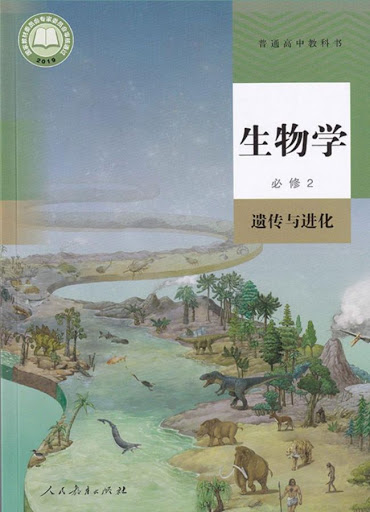 2019
普通高中教科书
生物学
必修2
遗传与进化
人民教育出版社